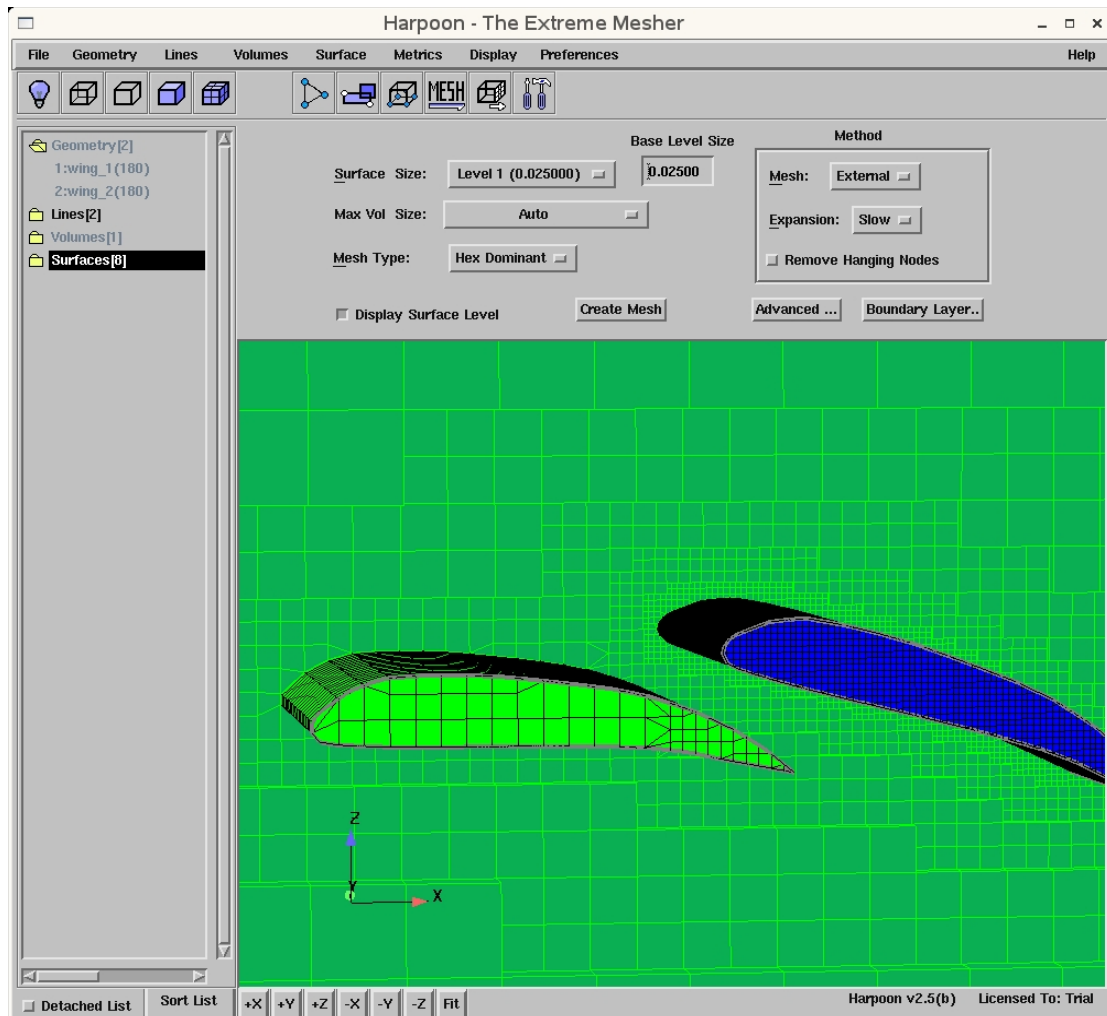 Harpoon - The Extreme Mesher
File Geometry Lines Volumes Surface Metrics Display Preferences Help
MESH
Geometry[2]
1:wing_1(180)
2:wing_2(180)
Lines[2]
Volumes[1]
Surfaces[8]
Base Level Size
Method
Surface Size: Level 1 (0.025000) 0.02500
Mesh: External
Max Vol Size: Auto
Expansion: Slow
Mesh Type: Hex Dominant
Remove Hanging Nodes
Display Surface Level Create Mesh Advanced ... Boundary Layer..
Z
Y
X
Detached List Sort List +X +Y +Z -X -Y -Z Fit Harpoon v2.5(b) Licensed To: Trial